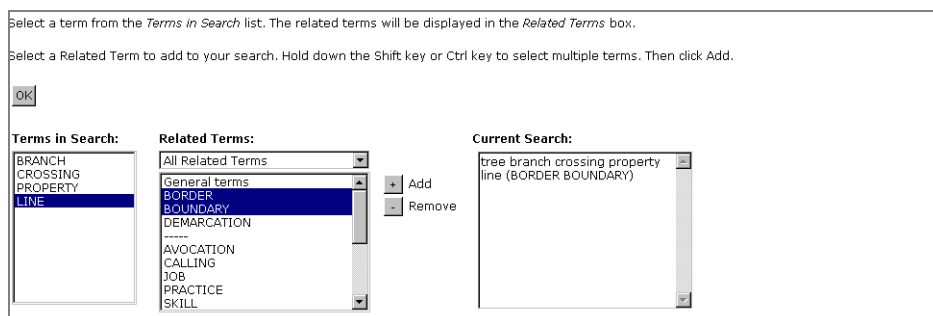 Select a term from the Terms in Search list. The related terms will be displayed in the Related Terms box.
Select a Related Term to add to your search. Hold down the Shift key or Ctrl key to select multiple terms. Then click Add.
OK
Terms in Search:
BRANCH
CROSSING
PROPERTY
LINE
Related Terms:
All Related Terms
General terms
BORDER
BOUNDARY
DEMARCATION
-----
AVOCATION
CALLING
JOB
PRACTICE
SKILL
+ Add
- Remove
Current Search:
tree branch crossing property
line (BORDER BOUNDARY)